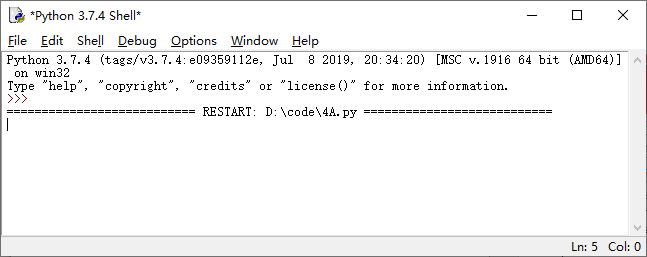 *Python 3.7.4 Shell*
File Edit Shell Debug Options Window Help
Python 3.7.4 (tags/v3.7.4:e09359112e, Jul  8 2019, 20:34:20) [MSC v.1916 64 bit (AMD64)]
 on win32
Type "help", "copyright", "credits" or "license()" for more information.
>>>
=========================== RESTART: D:\code\4A.py ===========================
Ln: 5 Col: 0